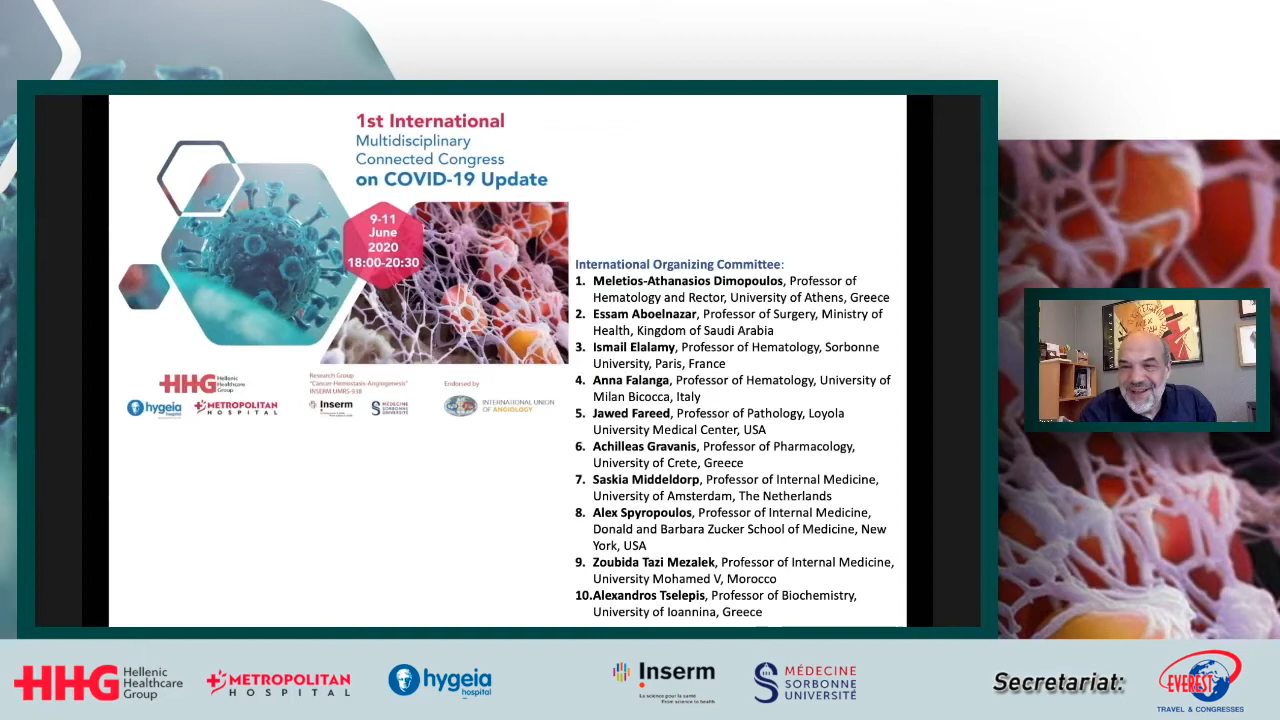 1st International
Multidisciplinary
Connected Congress
on COVID-19 Update
9-11
June
2020
18:00-20:30
HHG Hellenic
Healthcare
Group
hygeia
hospital
METROPOLITAN
HOSPITAL
Research Group
"Cancer-Hemostasis-Angiogenesis"
INSERM UMRS-938
Inserm
MÉDECINE
SORBONNE
UNIVERSITÉ
Endorsed by
INTERNATIONAL UNION
OF ANGIOLOGY
International Organizing Committee:
1. Meletios-Athanasios Dimopoulos, Professor of
Hematology and Rector, University of Athens, Greece
2. Essam Aboelnazar, Professor of Surgery, Ministry of
Health, Kingdom of Saudi Arabia
3. Ismail Elalamy, Professor of Hematology, Sorbonne
University, Paris, France
4. Anna Falanga, Professor of Hematology, University of
Milan Bicocca, Italy
5. Jawed Fareed, Professor of Pathology, Loyola
University Medical Center, USA
6. Achilleas Gravanis, Professor of Pharmacology,
University of Crete, Greece
7. Saskia Middeldorp, Professor of Internal Medicine,
University of Amsterdam, The Netherlands
8. Alex Spyropoulos, Professor of Internal Medicine,
Donald and Barbara Zucker School of Medicine, New
York, USA
9. Zoubida Tazi Mezalek, Professor of Internal Medicine,
University Mohamed V, Morocco
10.Alexandros Tselepis, Professor of Biochemistry,
University of Ioannina, Greece
HHG Hellenic
Healthcare
Group
METROPOLITAN
HOSPITAL
hygeia
hospital
Inserm
La science pour la santé
From science to health
MÉDECINE
SORBONNE
UNIVERSITÉ
Secretariat:
EVEREST
TRAVEL & CONGRESSES